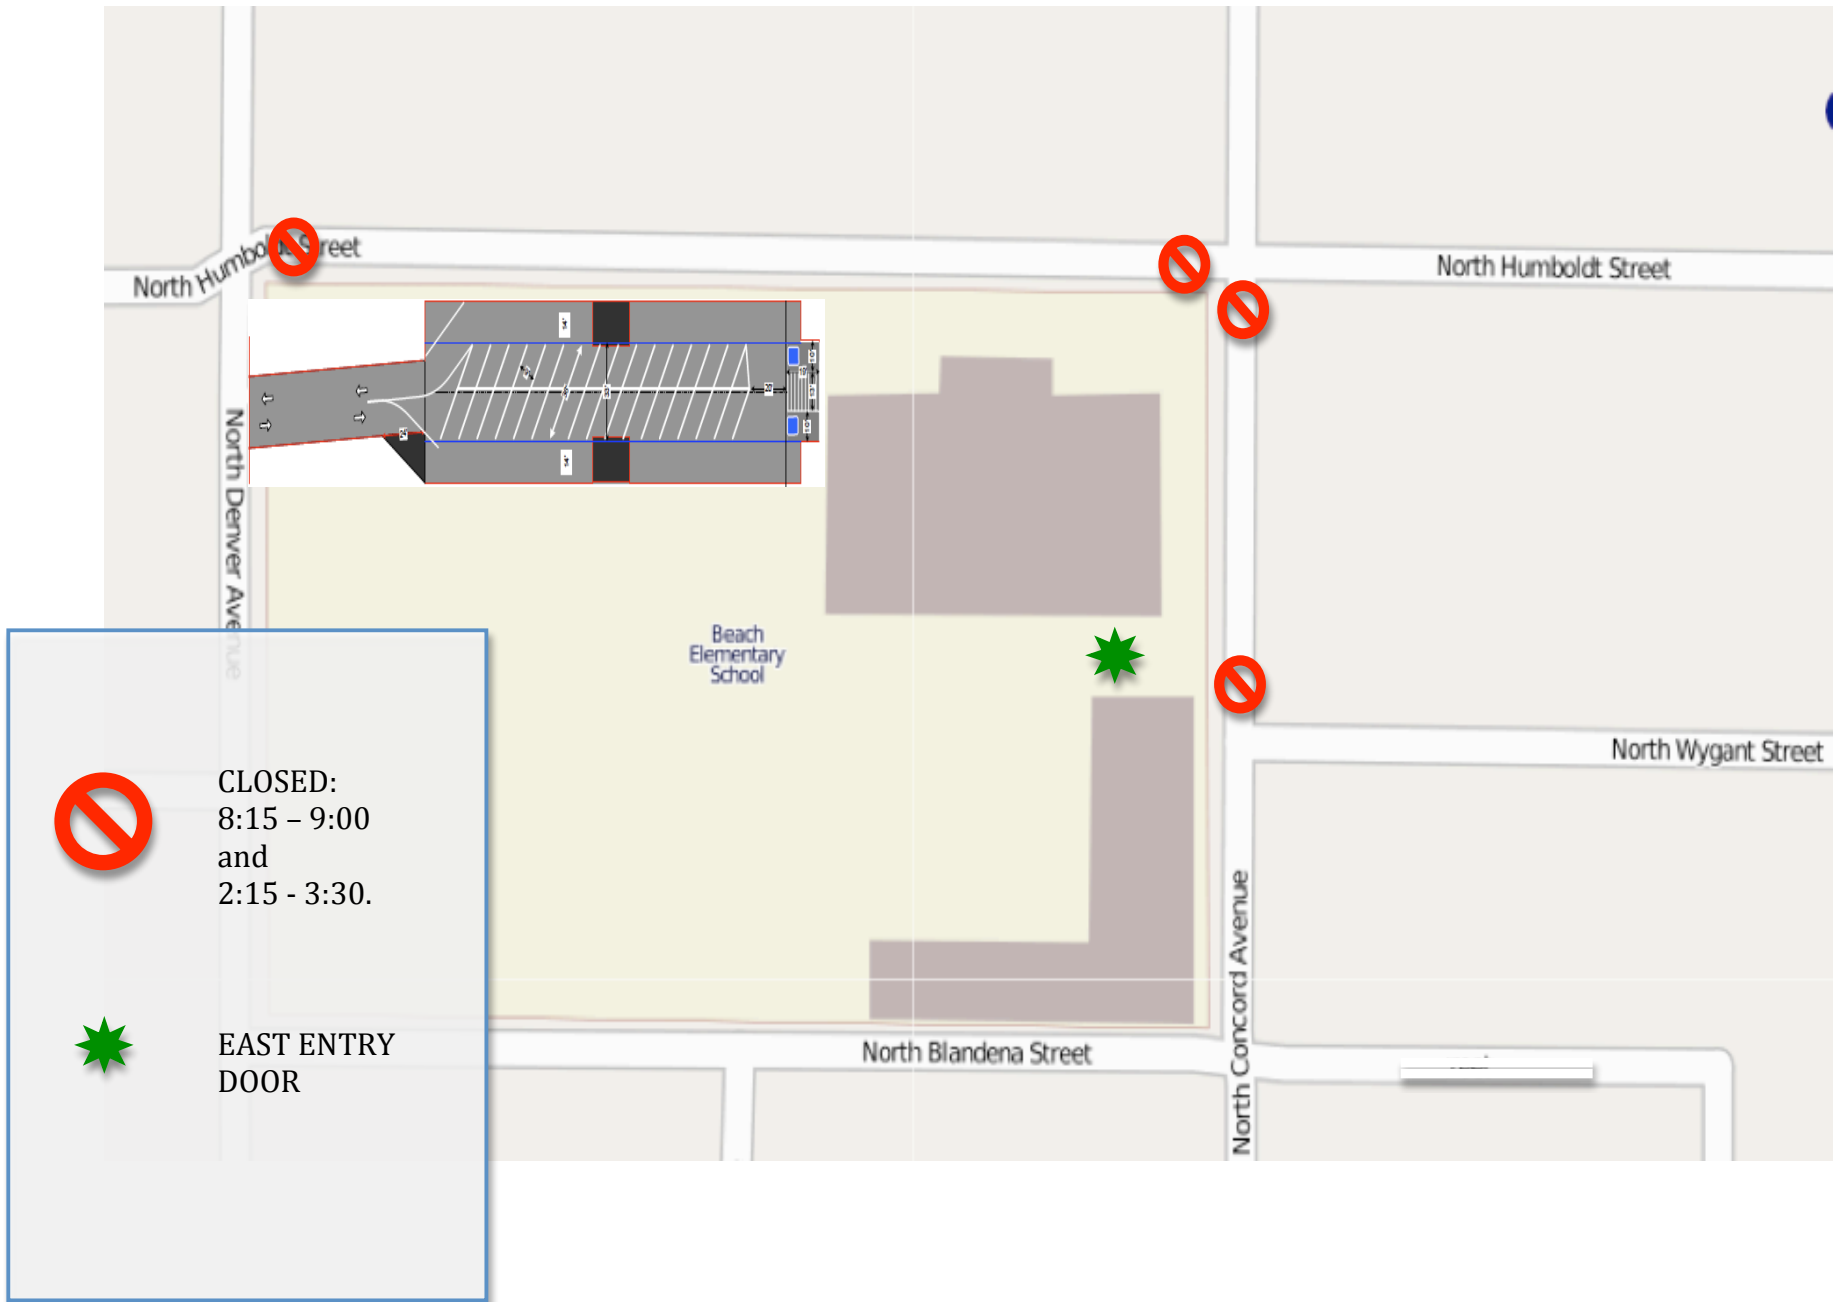 North Humboldt Street
North Humboldt Street
North Denver Avenue
Beach
Elementary
School
North Wygant Street
North Concord Avenue
North Blandena Street
CLOSED:
8:15 – 9:00
and
2:15 - 3:30.
EAST ENTRY
DOOR